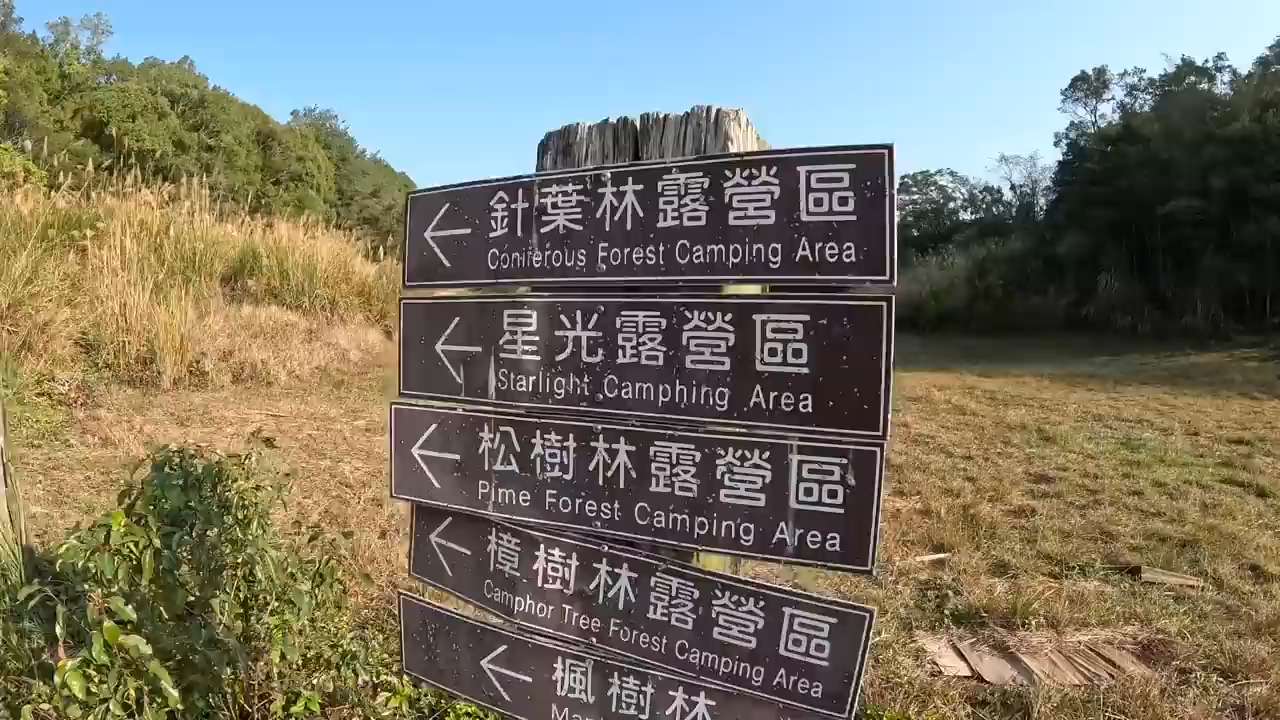 ← 針葉林露營區
Coniferous Forest Camping Area
← 星光露營區
Starlight Camphing Area
← 松樹林露營區
Pime Forest Camping Area
← 樟樹林露營區
Camphor Tree Forest Camping Area
← 楓樹林